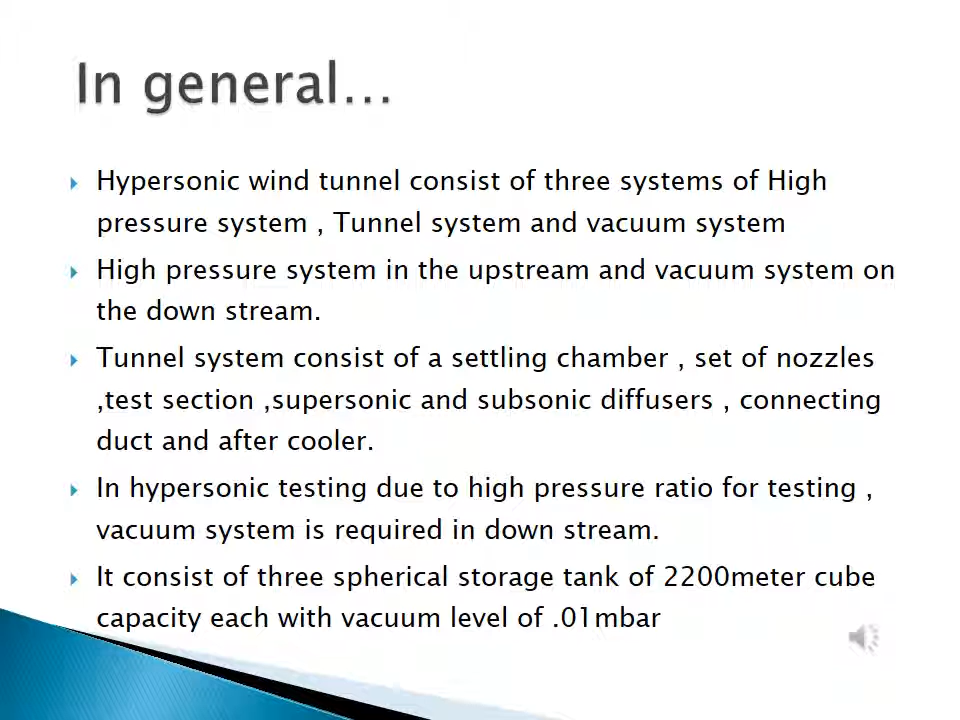 In general...
Hypersonic wind tunnel consist of three systems of High
pressure system , Tunnel system and vacuum system
High pressure system in the upstream and vacuum system on
the down stream.
Tunnel system consist of a settling chamber , set of nozzles
,test section ,supersonic and subsonic diffusers , connecting
duct and after cooler.
In hypersonic testing due to high pressure ratio for testing ,
vacuum system is required in down stream.
It consist of three spherical storage tank of 2200meter cube
capacity each with vacuum level of .01mbar